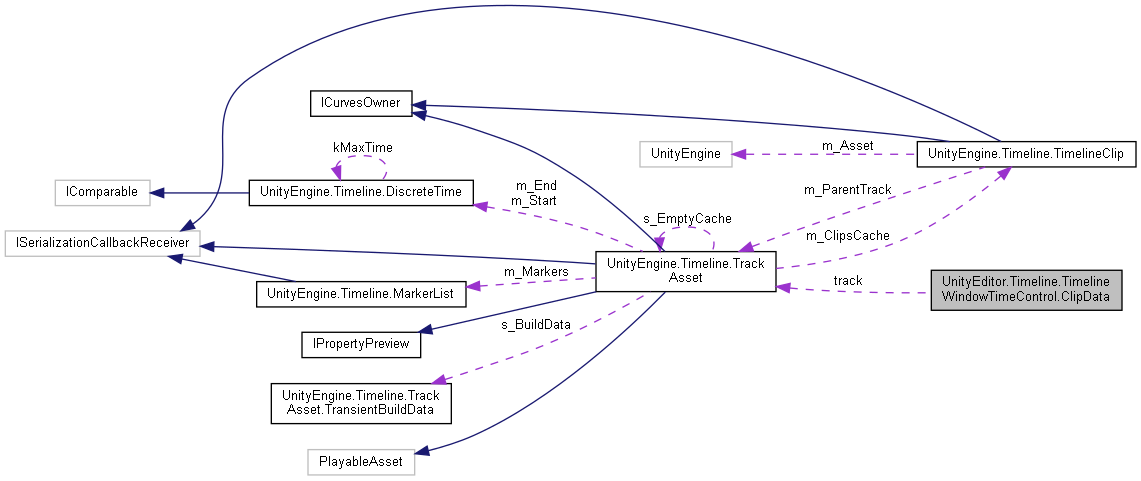 ICurvesOwner
kMaxTime
UnityEngine
m_Asset
UnityEngine.Timeline.TimelineClip
IComparable
UnityEngine.Timeline.DiscreteTime
m_End
m_Start
m_ParentTrack
s_EmptyCache
m_ClipsCache
ISerializationCallbackReceiver
UnityEngine.Timeline.Track
Asset
m_Markers
track
UnityEditor.Timeline.Timeline
WindowTimeControl.ClipData
UnityEngine.Timeline.MarkerList
s_BuildData
IPropertyPreview
UnityEngine.Timeline.Track
Asset.TransientBuildData
PlayableAsset